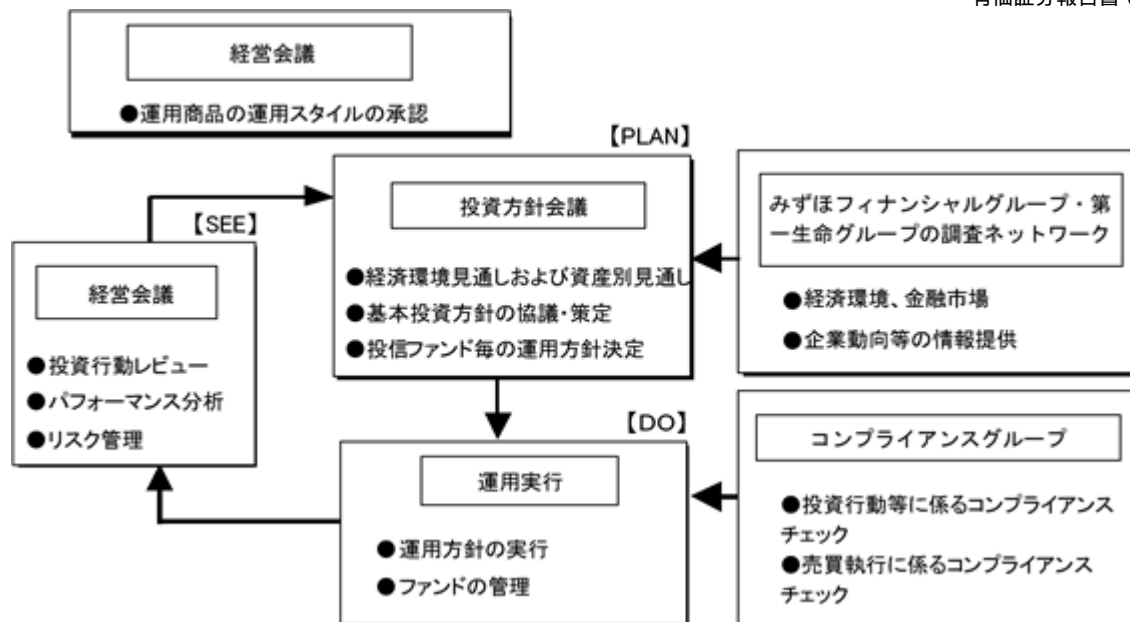 経営会議
●運用商品の運用スタイルの承認
【PLAN】
投資方針会議
●経済環境見通しおよび資産別見通し
●基本投資方針の協議・策定
●投信ファンド毎の運用方針決定
みずほフィナンシャルグループ・第
一生命グループの調査ネットワーク
●経済環境、金融市場
●企業動向等の情報提供
【SEE】
経営会議
●投資行動レビュー
●パフォーマンス分析
●リスク管理
【DO】
運用実行
●運用方針の実行
●ファンドの管理
コンプライアンスグループ
●投資行動等に係るコンプライアンス
チェック
●売買執行に係るコンプライアンス
チェック